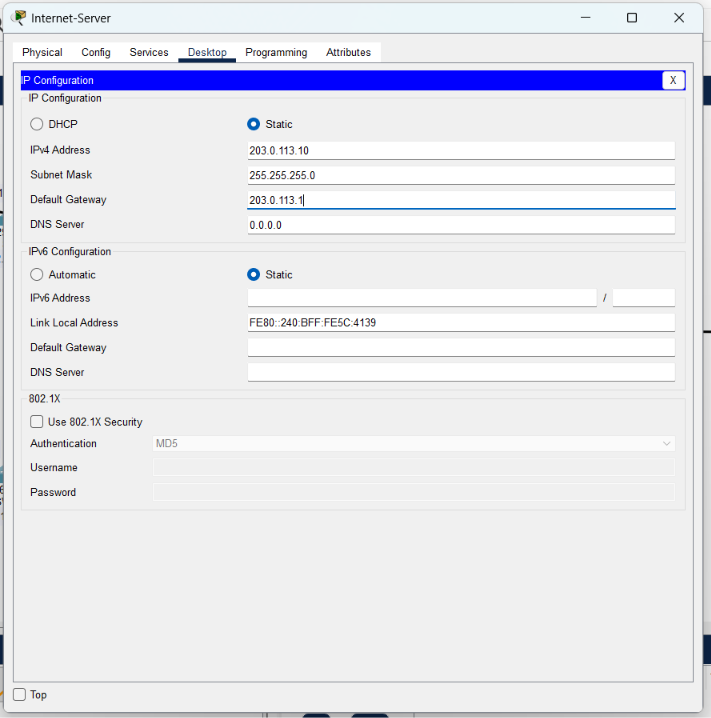 Internet-Server
Physical Config Services Desktop Programming Attributes
IP Configuration X
IP Configuration
DHCP Static
IPv4 Address 203.0.113.10
Subnet Mask 255.255.255.0
Default Gateway 203.0.113.1
DNS Server 0.0.0.0
IPv6 Configuration
Automatic Static
IPv6 Address /
Link Local Address FE80::240:BFF:FE5C:4139
Default Gateway
DNS Server
802.1X
Use 802.1X Security
Authentication MD5
Username
Password
Top